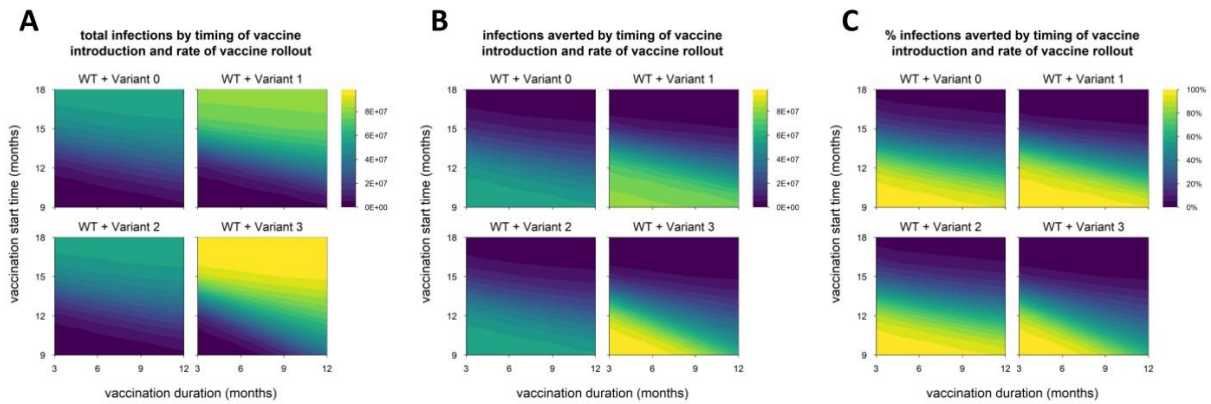 A
total infections by timing of vaccine
introduction and rate of vaccine rollout
WT + Variant 0
WT + Variant 1
18
15
12
9
8E+07
6E+07
4E+07
2E+07
0E+00
WT + Variant 2
WT + Variant 3
18
15
12
9
3
6
9
12
3
6
9
12
vaccination start time (months)
vaccination duration (months)
B
infections averted by timing of vaccine
introduction and rate of vaccine rollout
WT + Variant 0
WT + Variant 1
18
15
12
9
8E+07
6E+07
4E+07
2E+07
0E+00
WT + Variant 2
WT + Variant 3
18
15
12
9
3
6
9
12
3
6
9
12
vaccination start time (months)
vaccination duration (months)
C
% infections averted by timing of vaccine
introduction and rate of vaccine rollout
WT + Variant 0
WT + Variant 1
18
15
12
9
100%
80%
60%
40%
20%
0%
WT + Variant 2
WT + Variant 3
18
15
12
9
3
6
9
12
3
6
9
12
vaccination start time (months)
vaccination duration (months)